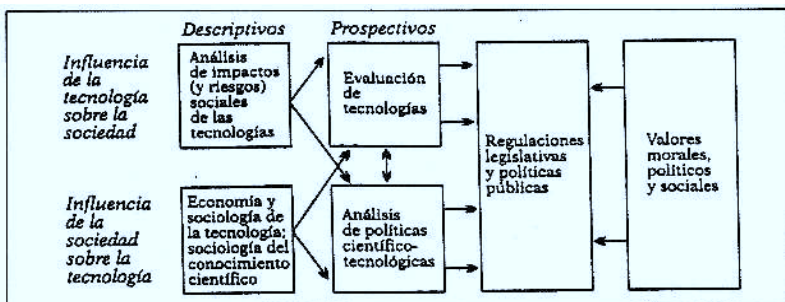 Descriptivos
Prospectivos
Influencia
de la
tecnología
sobre la
sociedad
Análisis
de impactos
(y riesgos)
sociales
de las
tecnologías
Evaluación
de
tecnologías
Regulaciones
legislativas
y políticas
públicas
Valores
morales,
políticos
y sociales
Influencia
de la
sociedad
sobre la
tecnología
Economía y
sociología de
la tecnología;
sociología del
conocimiento
científico
Análisis
de políticas
científico-
tecnológicas